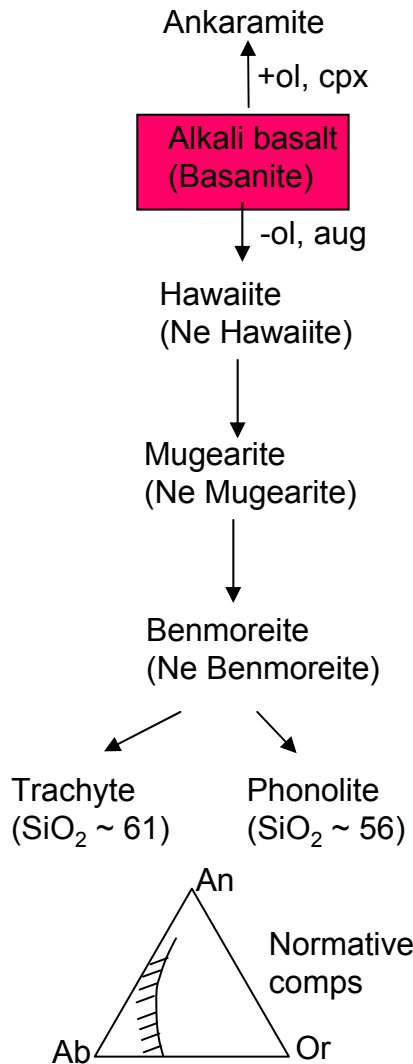 Ankaramite
+ol, cpx
Alkali basalt
(Basanite)
-ol, aug
Hawaiite
(Ne Hawaiite)
Mugearite
(Ne Mugearite)
Benmoreite
(Ne Benmoreite)
Trachyte
(SiO₂ ~ 61)
Phonolite
(SiO₂ ~ 56)
An
Normative
comps
Ab
Or